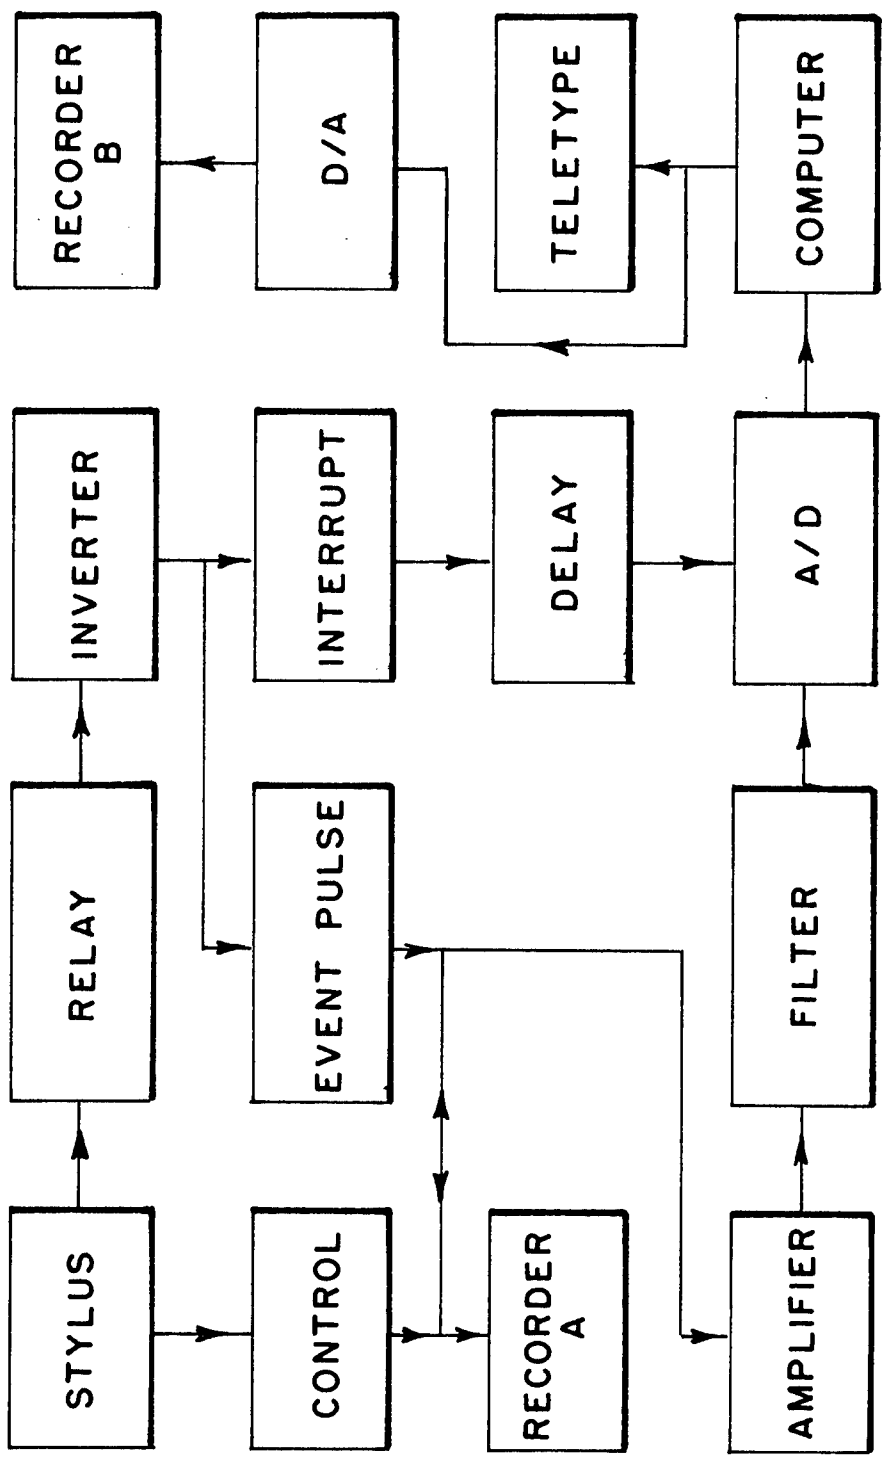 STYLUS
RELAY
INVERTER
RECORDER
B
CONTROL
EVENT PULSE
INTERRUPT
D/A
RECORDER
A
DELAY
TELETYPE
AMPLIFIER
FILTER
A/D
COMPUTER